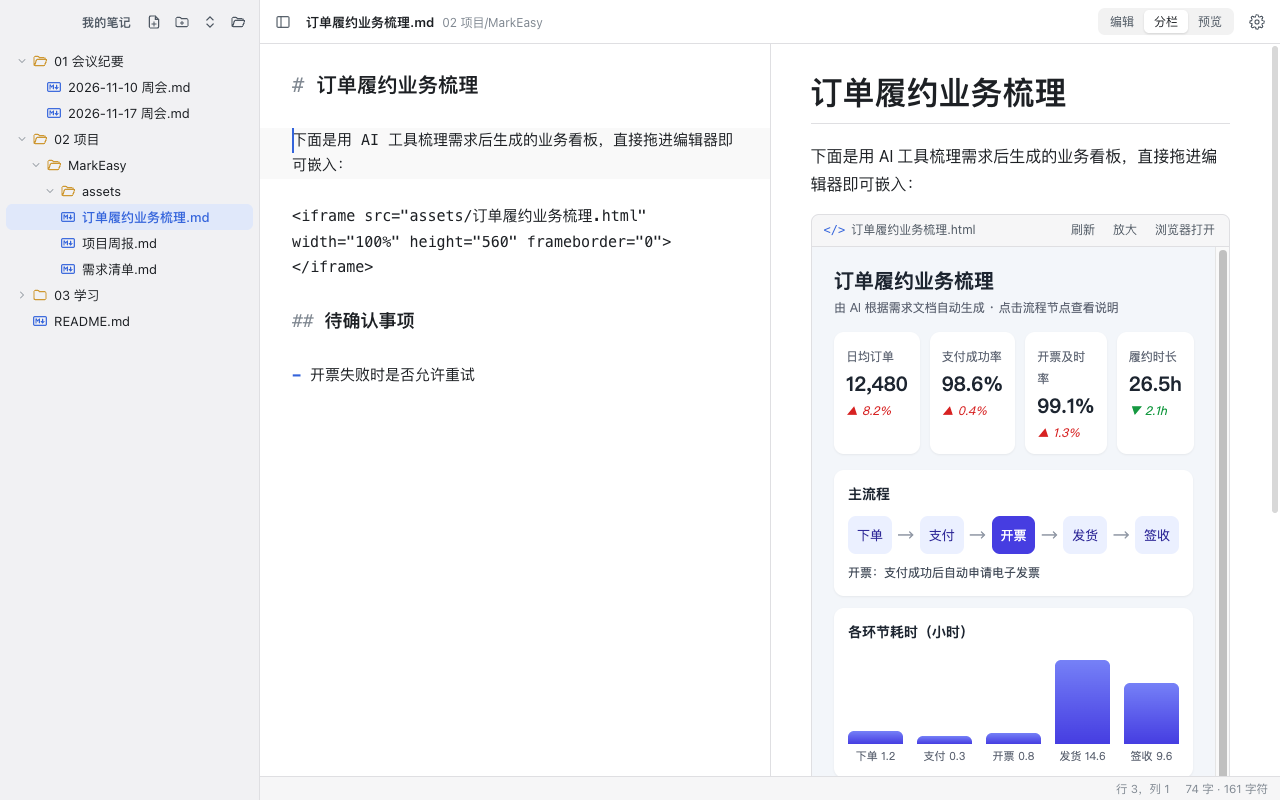 我的笔记
01 会议纪要
2026-11-10 周会.md
2026-11-17 周会.md
02 项目
MarkEasy
assets
订单履约业务梳理.md
项目周报.md
需求清单.md
03 学习
README.md
订单履约业务梳理.md 02 项目/MarkEasy
编辑 分栏 预览
# 订单履约业务梳理
下面是用 AI 工具梳理需求后生成的业务看板，直接拖进编辑器即
可嵌入：
<iframe src="assets/订单履约业务梳理.html"
width="100%" height="560" frameborder="0">
</iframe>
## 待确认事项
- 开票失败时是否允许重试
订单履约业务梳理
下面是用 AI 工具梳理需求后生成的业务看板，直接拖进编
辑器即可嵌入：
</> 订单履约业务梳理.html 刷新 放大 浏览器打开
订单履约业务梳理
由 AI 根据需求文档自动生成 · 点击流程节点查看说明
日均订单
12,480
▲ 8.2%
支付成功率
98.6%
▲ 0.4%
开票及时
率
99.1%
▲ 1.3%
履约时长
26.5h
▼ 2.1h
主流程
下单 → 支付 → 开票 → 发货 → 签收
开票：支付成功后自动申请电子发票
各环节耗时（小时）
下单 1.2 支付 0.3 开票 0.8 发货 14.6 签收 9.6
行 3，列 1 74 字 · 161 字符